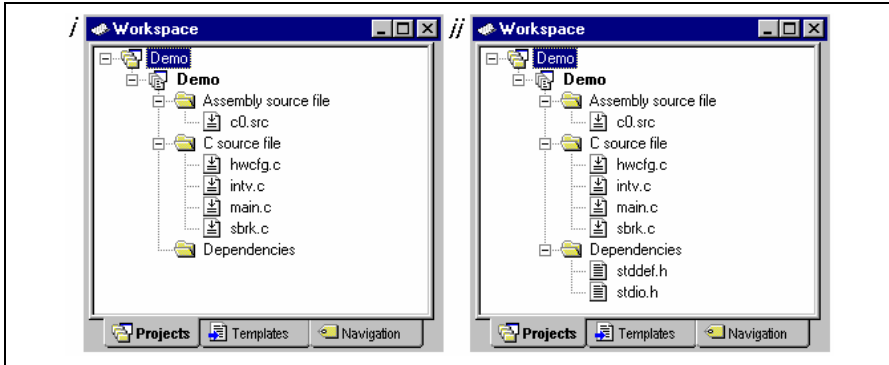 i
Workspace
Demo
Demo
Assembly source file
c0.src
C source file
hwcfg.c
intv.c
main.c
sbrk.c
Dependencies
Projects Templates Navigation
ii
Workspace
Demo
Demo
Assembly source file
c0.src
C source file
hwcfg.c
intv.c
main.c
sbrk.c
Dependencies
stddef.h
stdio.h
Projects Templates Navigation